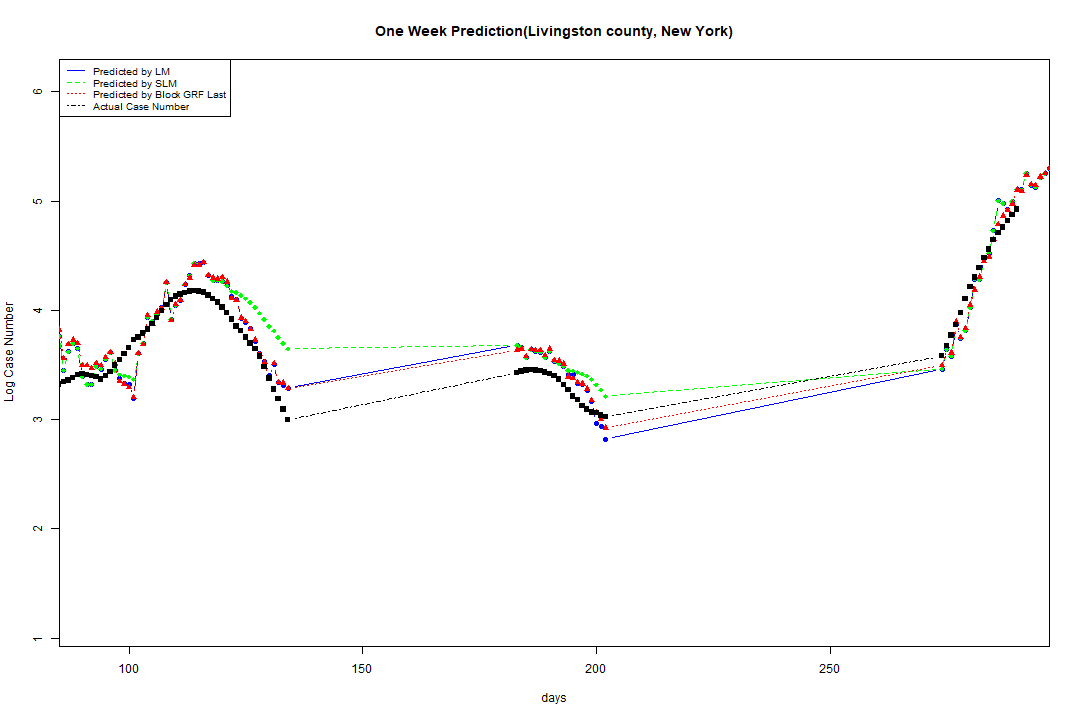 One Week Prediction(Livingston county, New York)
Predicted by LM
Predicted by SLM
Predicted by Block GRF Last
Actual Case Number
6
5
4
3
2
1
Log Case Number
100 150 200 250
days